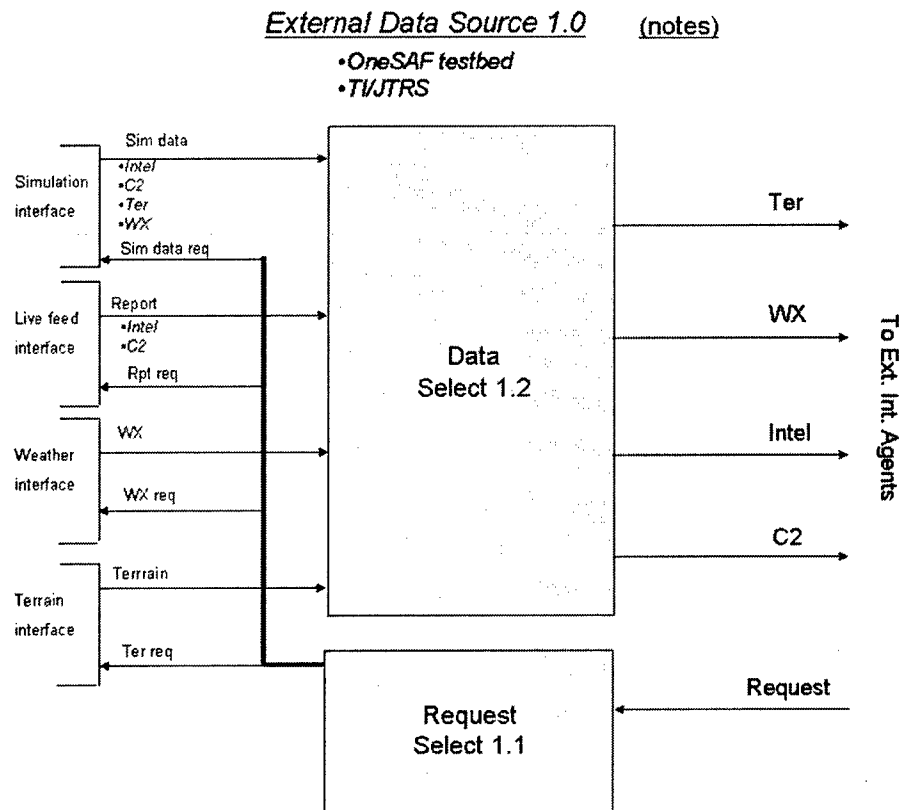 External Data Source 1.0 (notes)
•OneSAF testbed
•TI/JTRS
Simulation
interface
Sim data
•Intel
•C2
•Ter
•WX
Sim data req
Live feed
interface
Report
•Intel
•C2
Rpt req
Weather
interface
WX
WX req
Terrain
interface
Terrrain
Ter req
Data
Select 1.2
Request
Select 1.1
Ter
WX
Intel
C2
Request
To Ext. Int. Agents